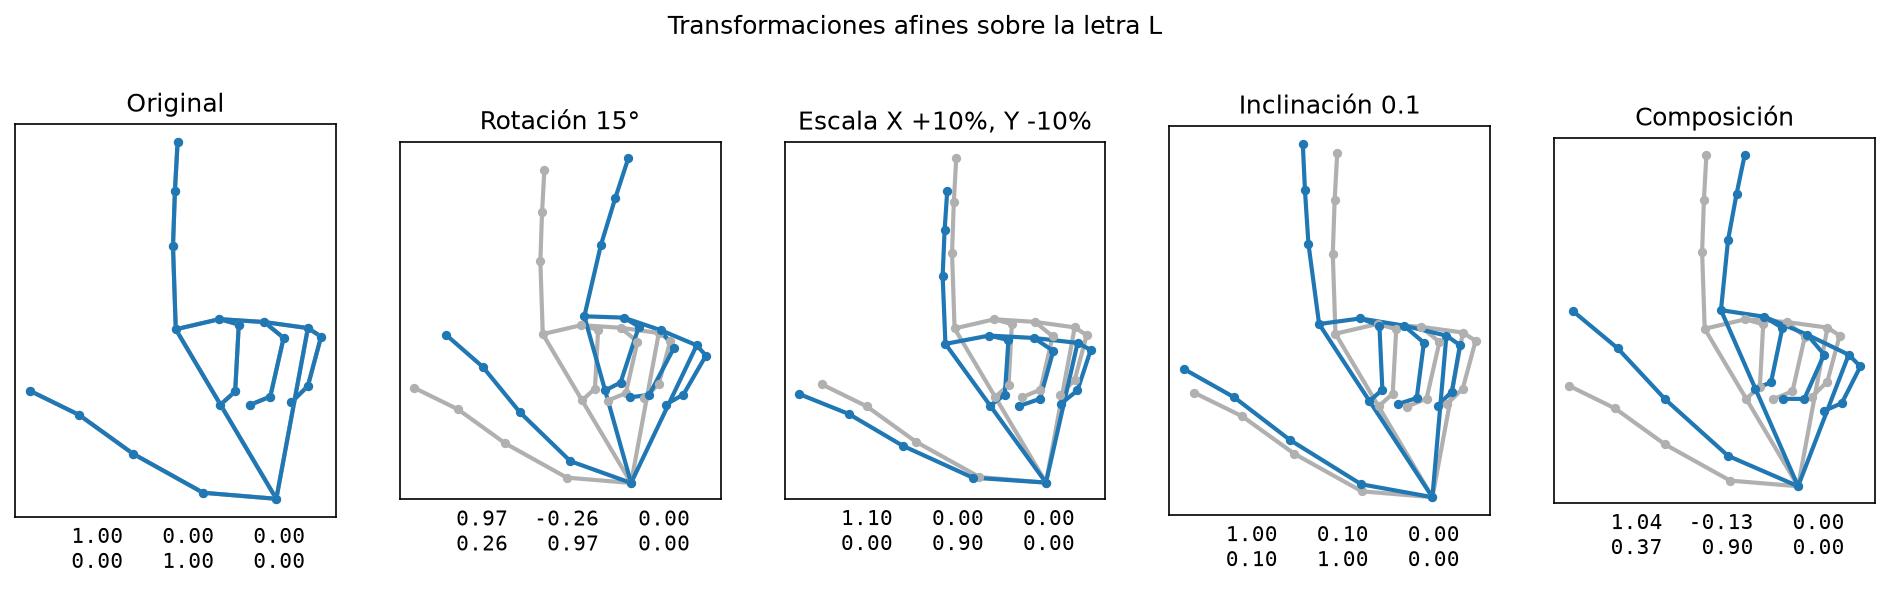 Transformaciones afines sobre la letra L
Original
1.00 0.00 0.00
0.00 1.00 0.00
Rotación 15°
0.97 -0.26 0.00
0.26 0.97 0.00
Escala X +10%, Y -10%
1.10 0.00 0.00
0.00 0.90 0.00
Inclinación 0.1
1.00 0.10 0.00
0.10 1.00 0.00
Composición
1.04 -0.13 0.00
0.37 0.90 0.00